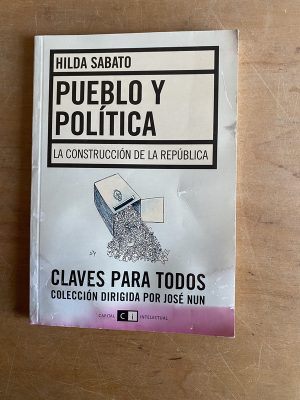 HILDA SABATO
PUEBLO Y
POLÍTICA
LA CONSTRUCCIÓN DE LA REPÚBLICA
CLAVES PARA TODOS
COLECCIÓN DIRIGIDA POR JOSÉ NUN
CAPITAL Ci INTELECTUAL